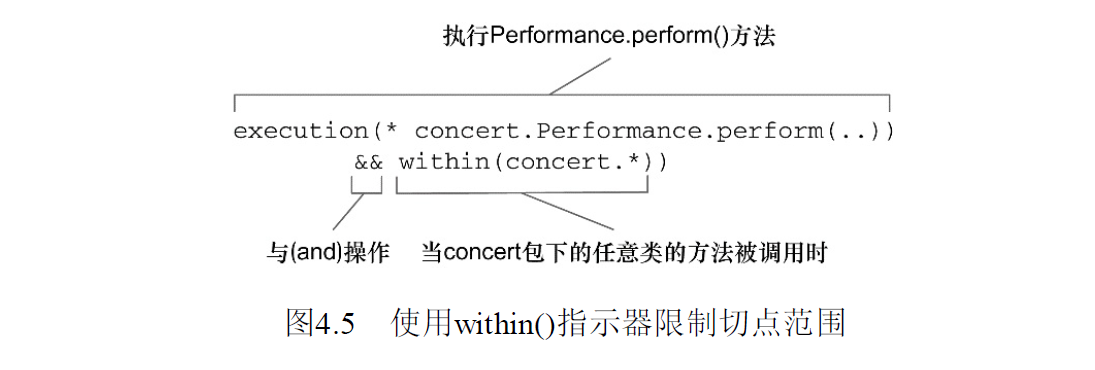 执行Performance.perform()方法
execution(* concert.Performance.perform(..))
&& within(concert.*))
与(and)操作 当concert包下的任意类的方法被调用时
图4.5 使用within()指示器限制切点范围